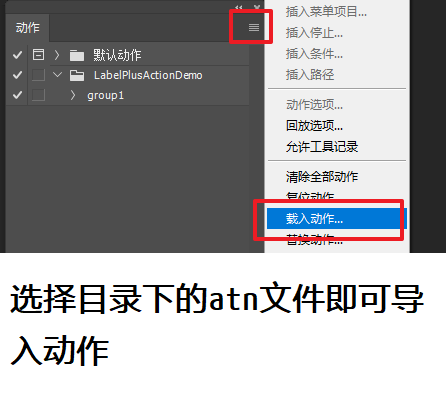 动作
默认动作
LabelPlusActionDemo
group1
插入菜单项目...
插入停止...
插入条件...
插入路径
动作选项...
回放选项...
允许工具记录
清除全部动作
复位动作
载入动作...
替换动作...
选择目录下的atn文件即可导
入动作